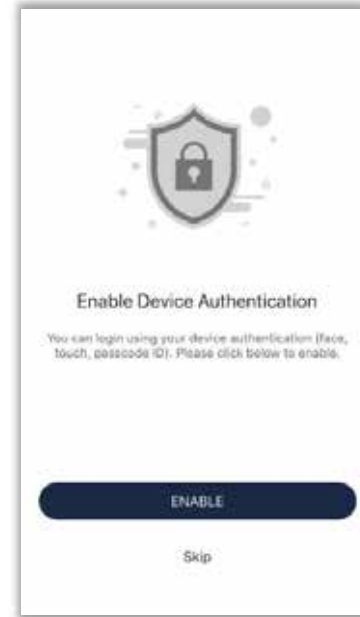 Enable Device Authentication
You can login using your device authentication (face,
touch, passcode ID). Please click below to enable.
ENABLE
Skip